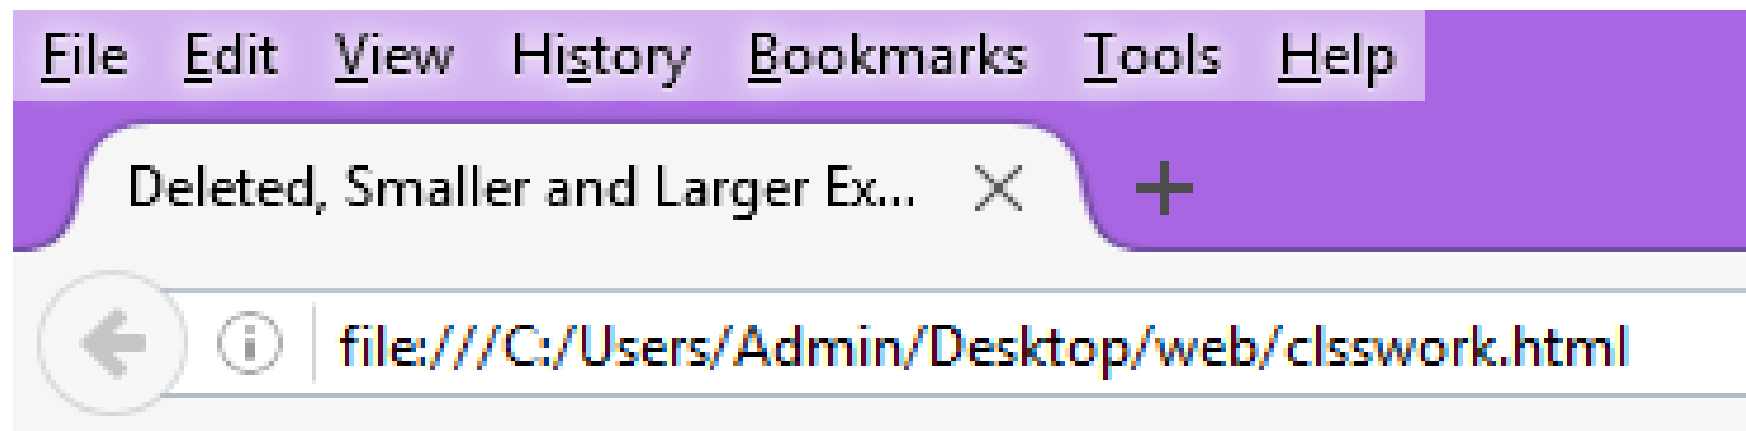 File Edit View History Bookmarks Tools Help
Deleted, Smaller and Larger Ex...
file:///C:/Users/Admin/Desktop/web/clsswork.html